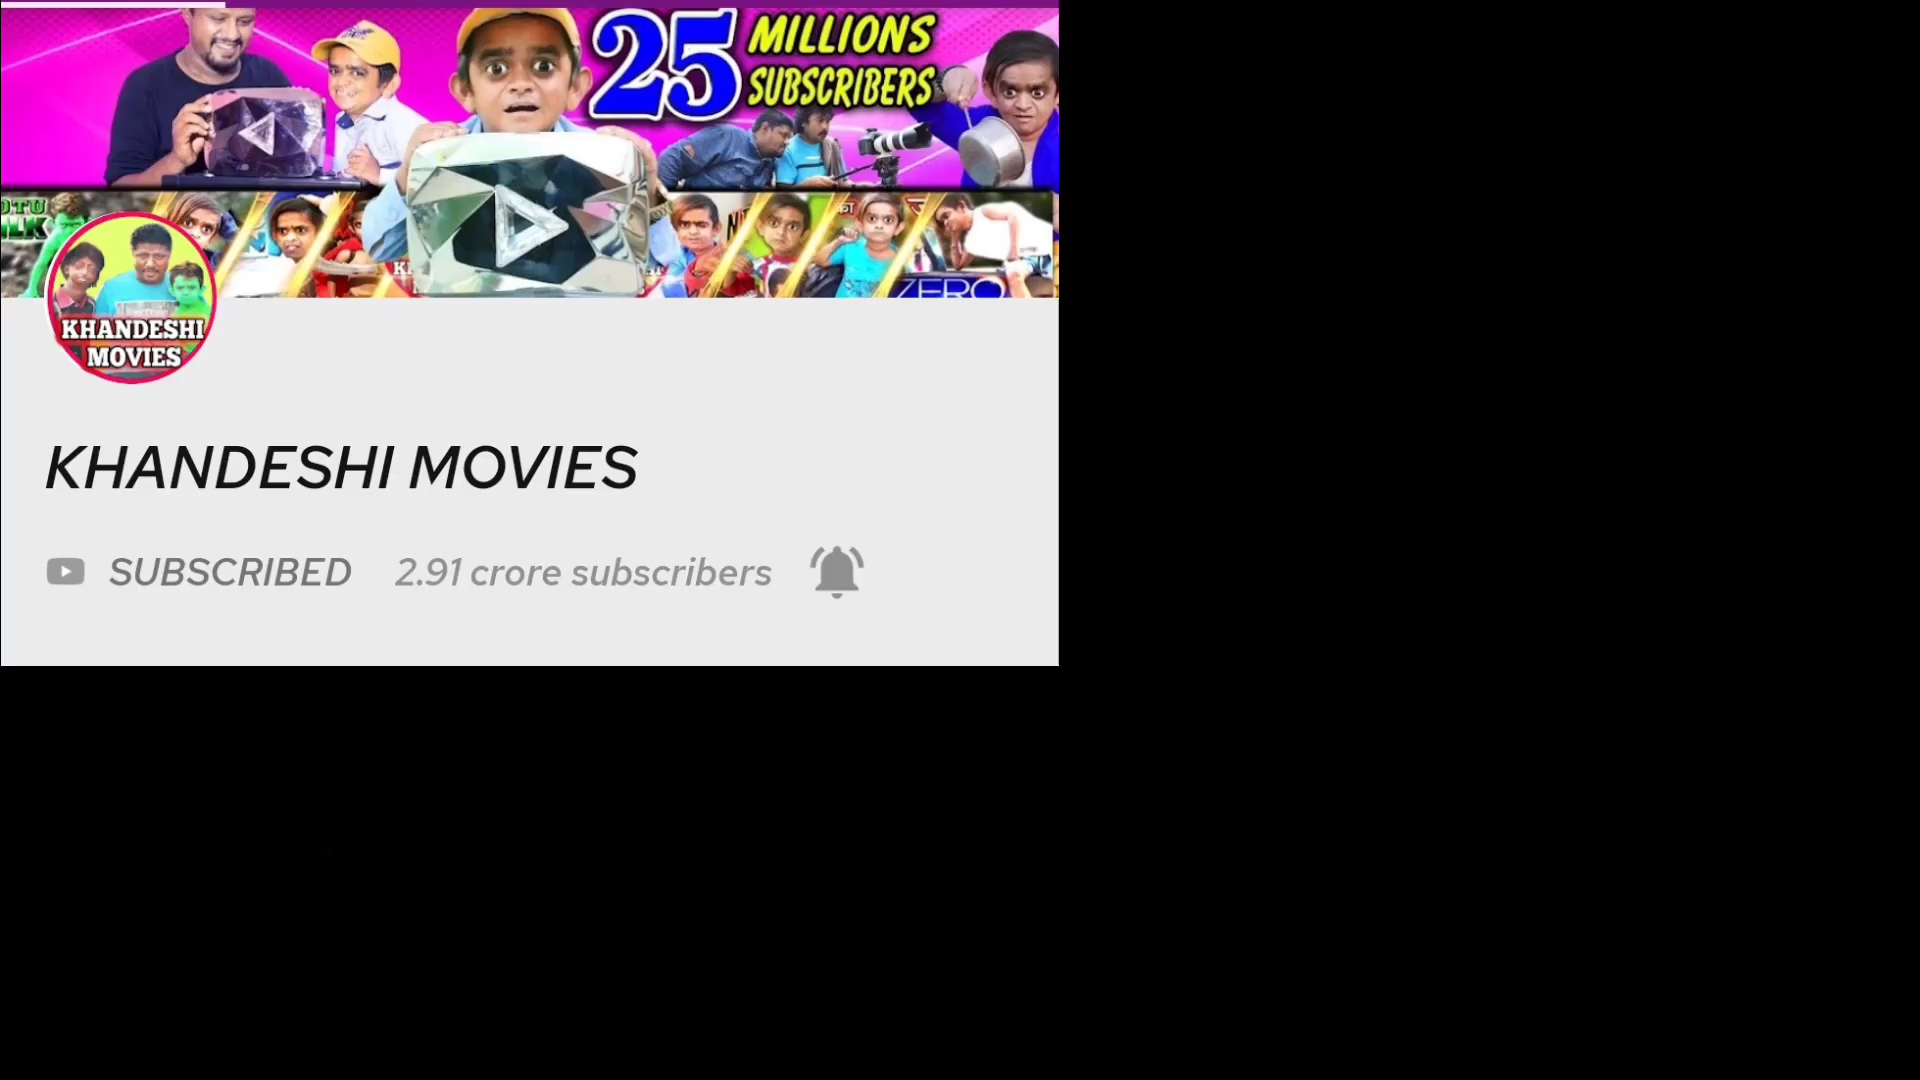 25 MILLIONS
SUBSCRIBERS
KHANDESHI
MOVIES
ZERO
KHANDESHI MOVIES
SUBSCRIBED 2.91 crore subscribers